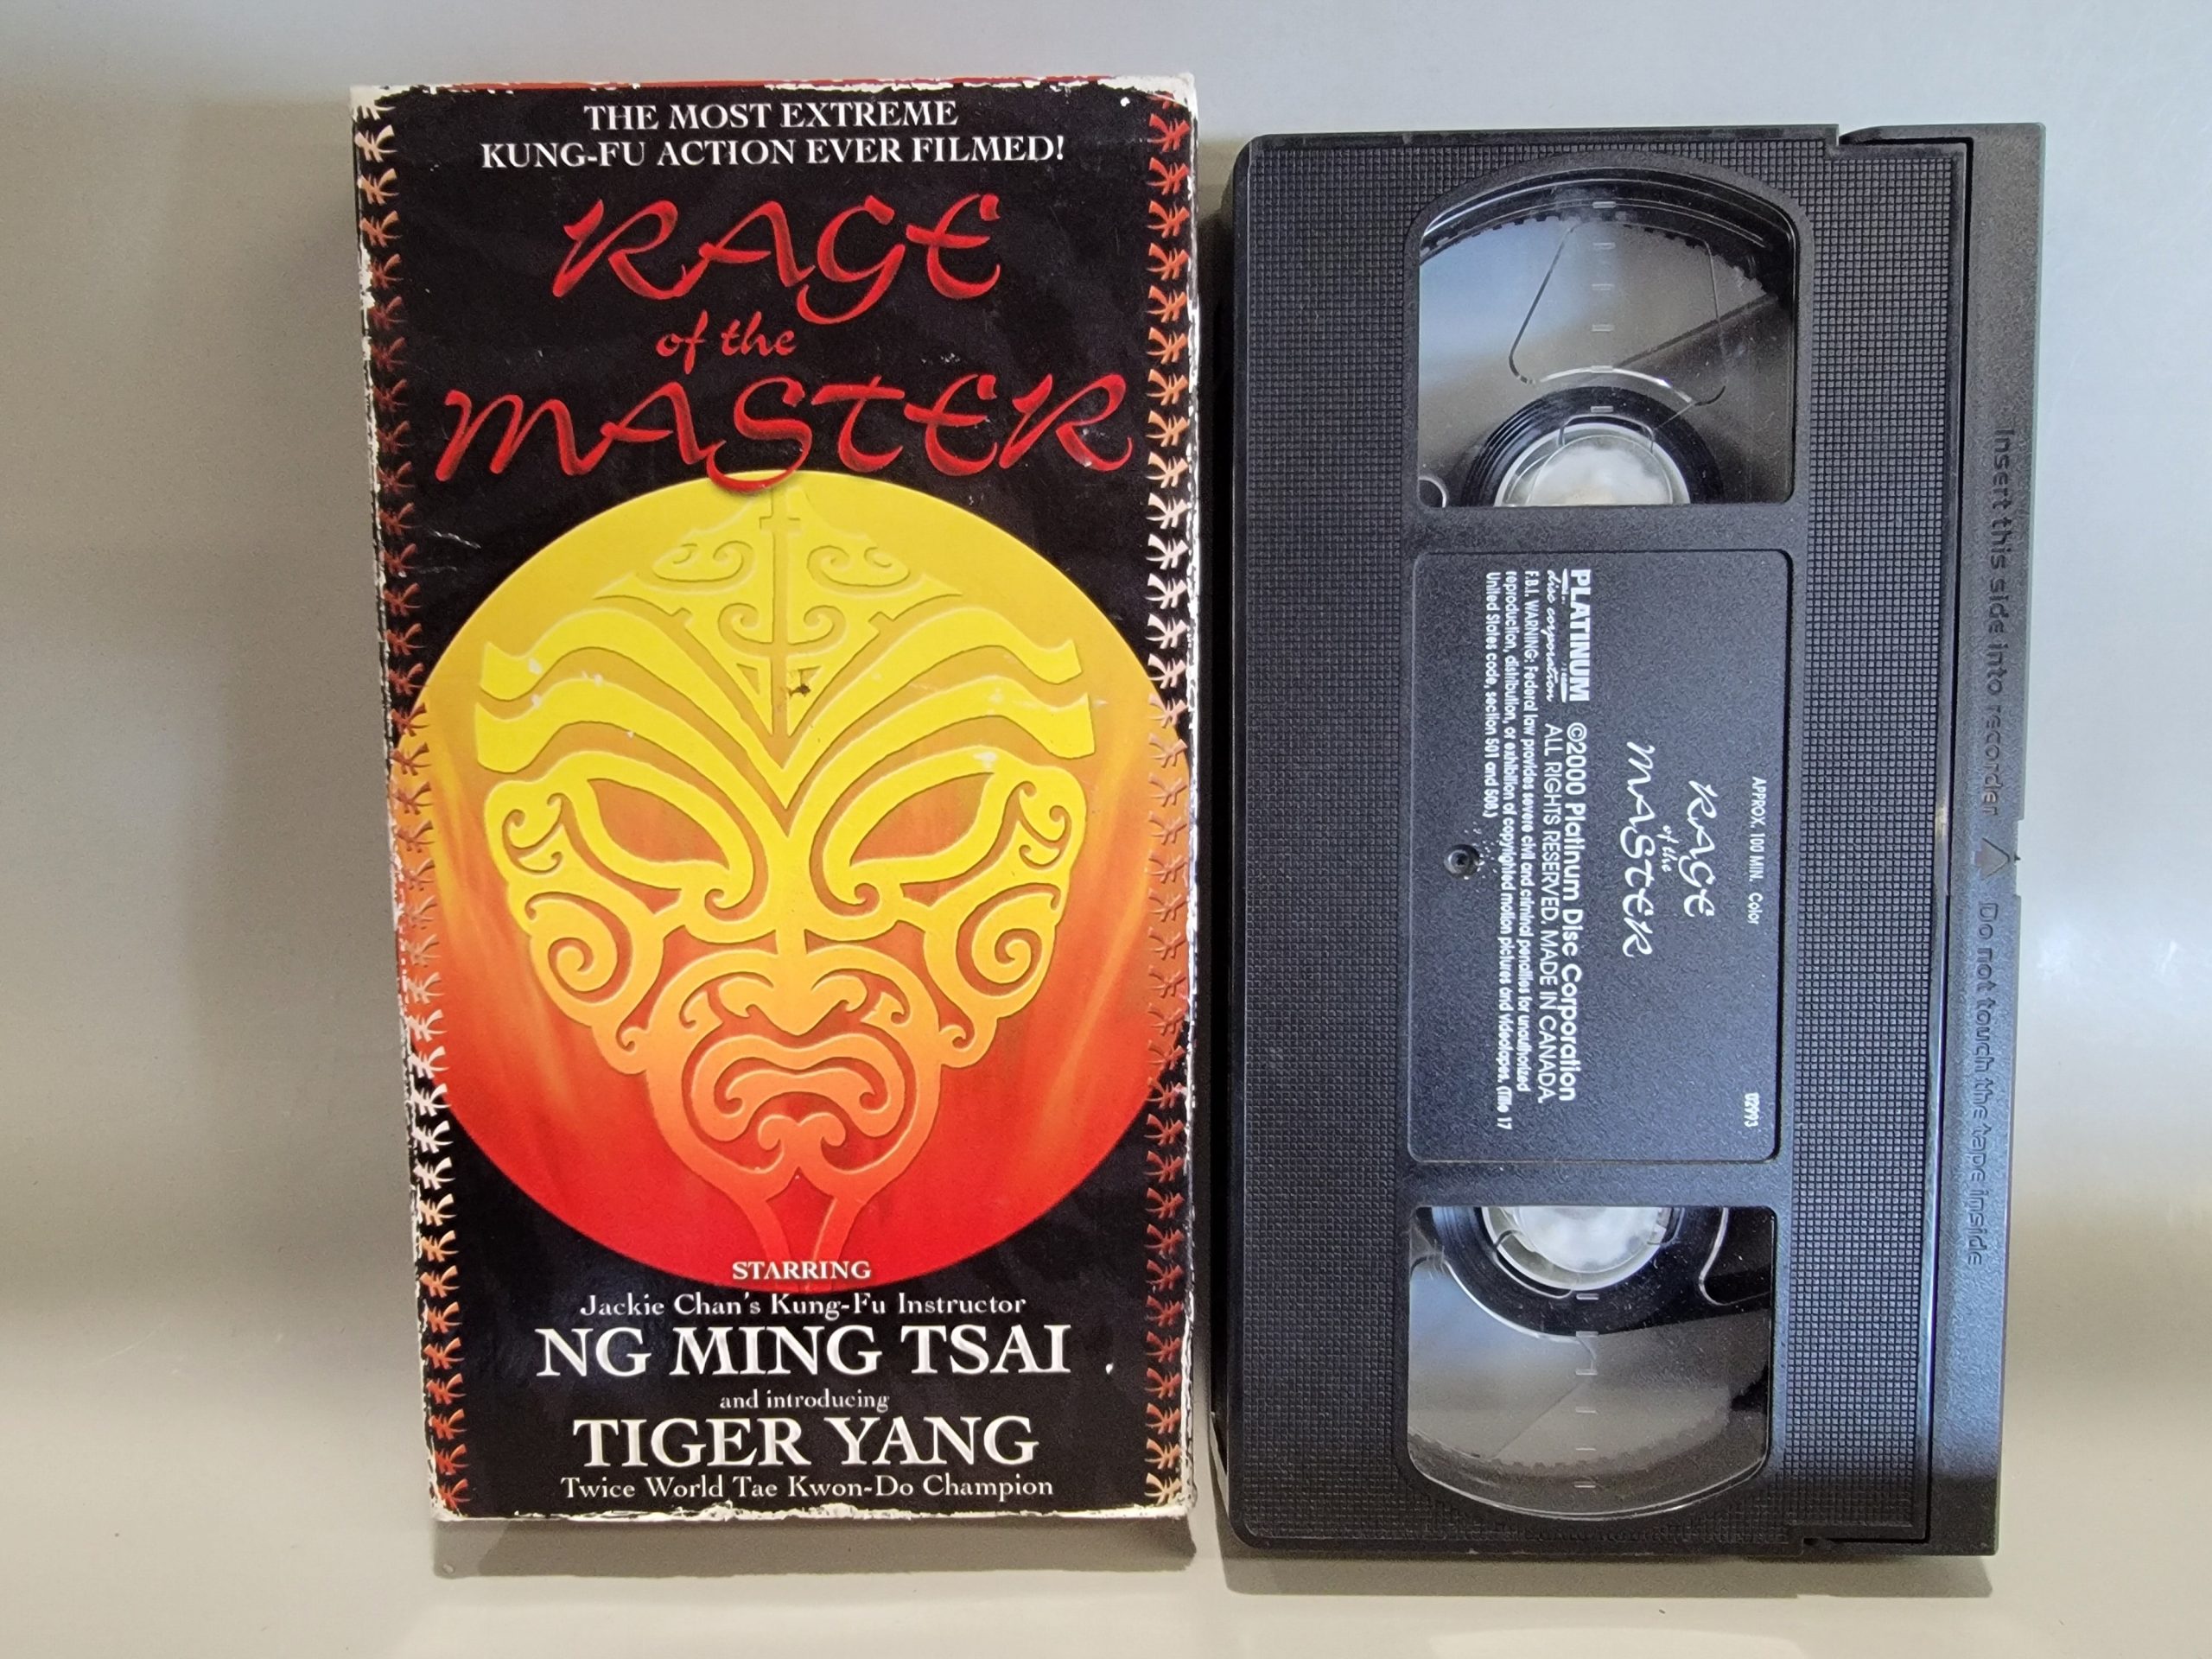 THE MOST EXTREME
KUNG-FU ACTION EVER FILMED!
RAGE
of the
MASTER
STARRING
Jackie Chan's Kung-Fu Instructor
NG MING TSAI
and introducing
TIGER YANG
Twice World Tae Kwon-Do Champion
APPROX. 100 MIN. Color
02993
RAGE
of the
MASTER
PLATINUM
disc corporation
©2000 Platinum Disc Corporation
ALL RIGHTS RESERVED. MADE IN CANADA.
F.B.I. WARNING: Federal law provides severe civil and criminal penalties for unauthorized
reproduction, distribution, or exhibition of copyrighted motion pictures and videotapes. (Title 17
United States code, section 501 and 506.)
Insert this side into recorder △ Do not touch the tape inside